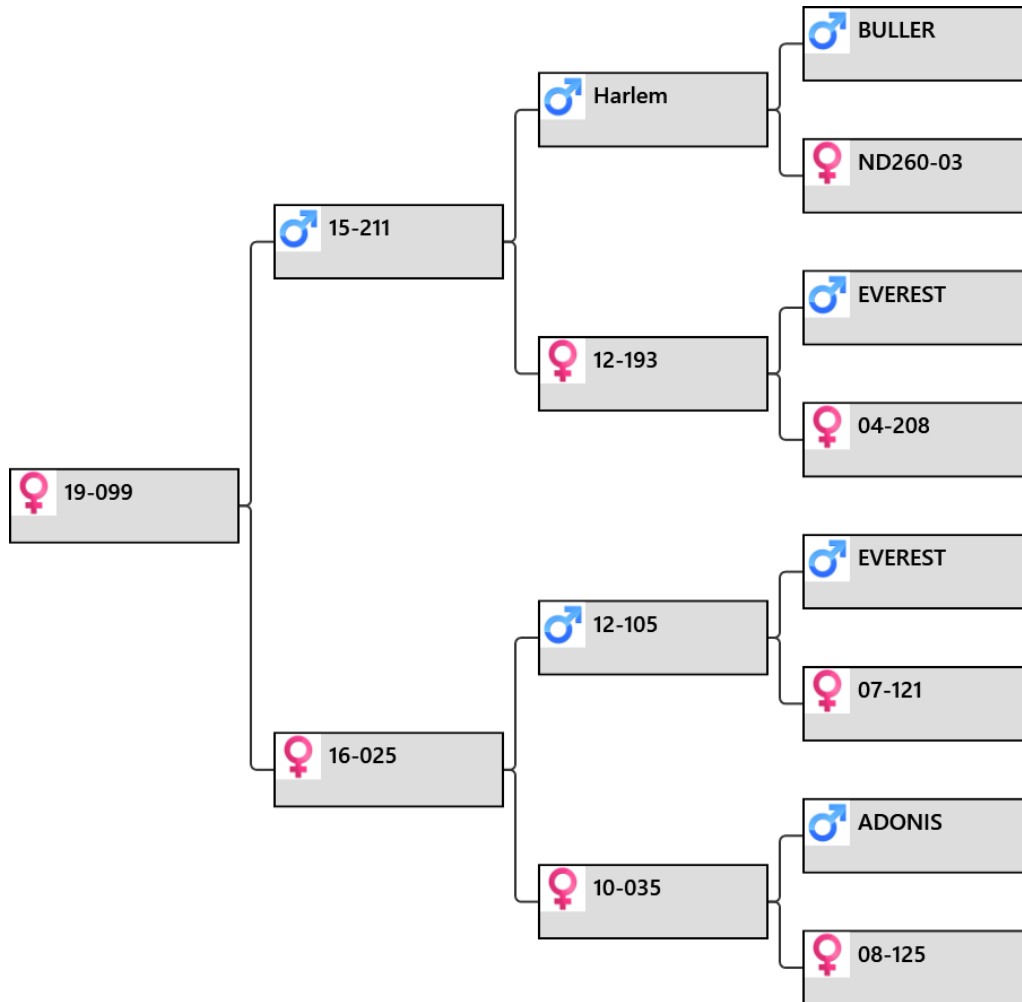 BULLER
Harlem
ND260-03
15-211
EVEREST
12-193
04-208
19-099
EVEREST
12-105
07-121
16-025
ADONIS
10-035
08-125